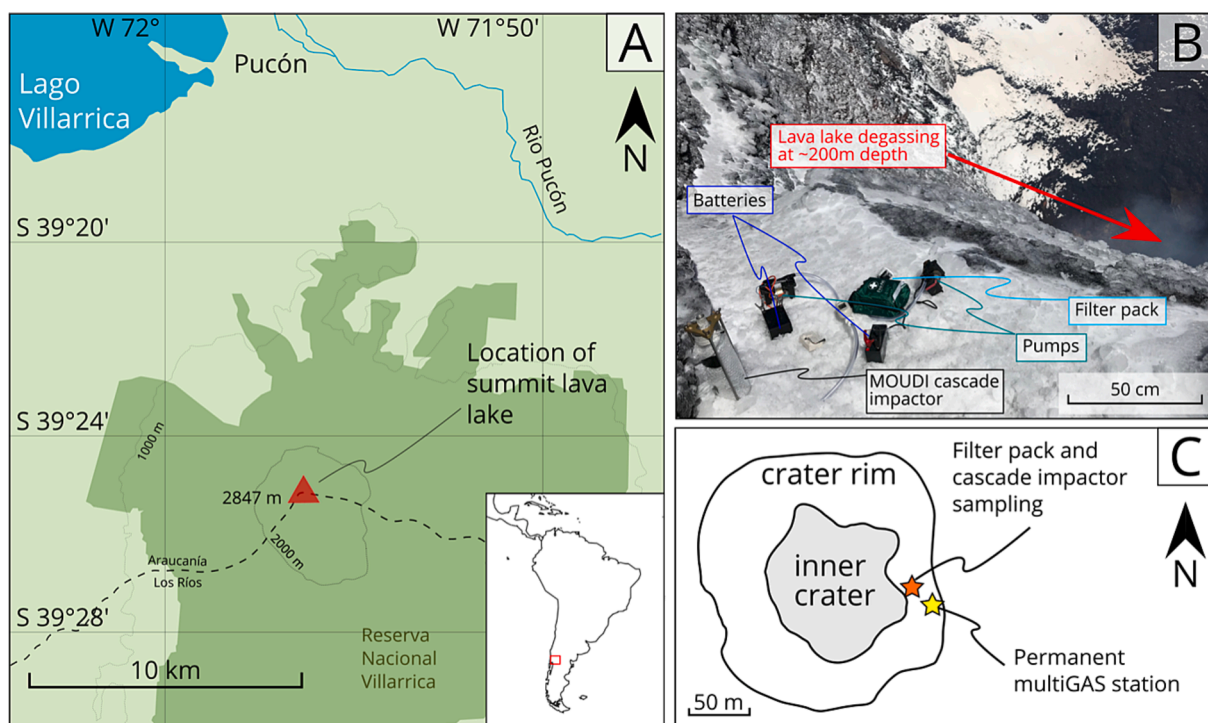 W 72°
W 71°50'
A
Lago
Villarrica
Pucón
N
Rio Pucón
S 39°20'
Location of
summit lava
lake
S 39°24'
1000 m
2847 m
2000 m
Araucanía
Los Ríos
S 39°28'
10 km
Reserva
Nacional
Villarrica
B
Lava lake degassing
at ~200m depth
Batteries
Filter pack
Pumps
MOUDI cascade
impactor
50 cm
C
Filter pack and
cascade impactor
sampling
crater rim
inner
crater
N
Permanent
multiGAS station
50 m